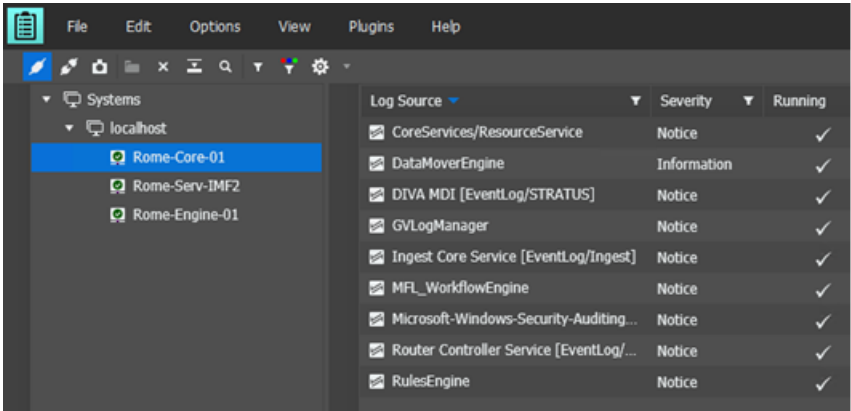 File Edit Options View Plugins Help
Systems
localhost
Rome-Core-01
Rome-Serv-IMF2
Rome-Engine-01
Log Source Severity Running
CoreServices/ResourceService Notice
DataMoverEngine Information
DIVA MDI [EventLog/STRATUS] Notice
GVLogManager Notice
Ingest Core Service [EventLog/Ingest] Notice
MFL_WorkflowEngine Notice
Microsoft-Windows-Security-Auditing... Notice
Router Controller Service [EventLog/... Notice
RulesEngine Notice